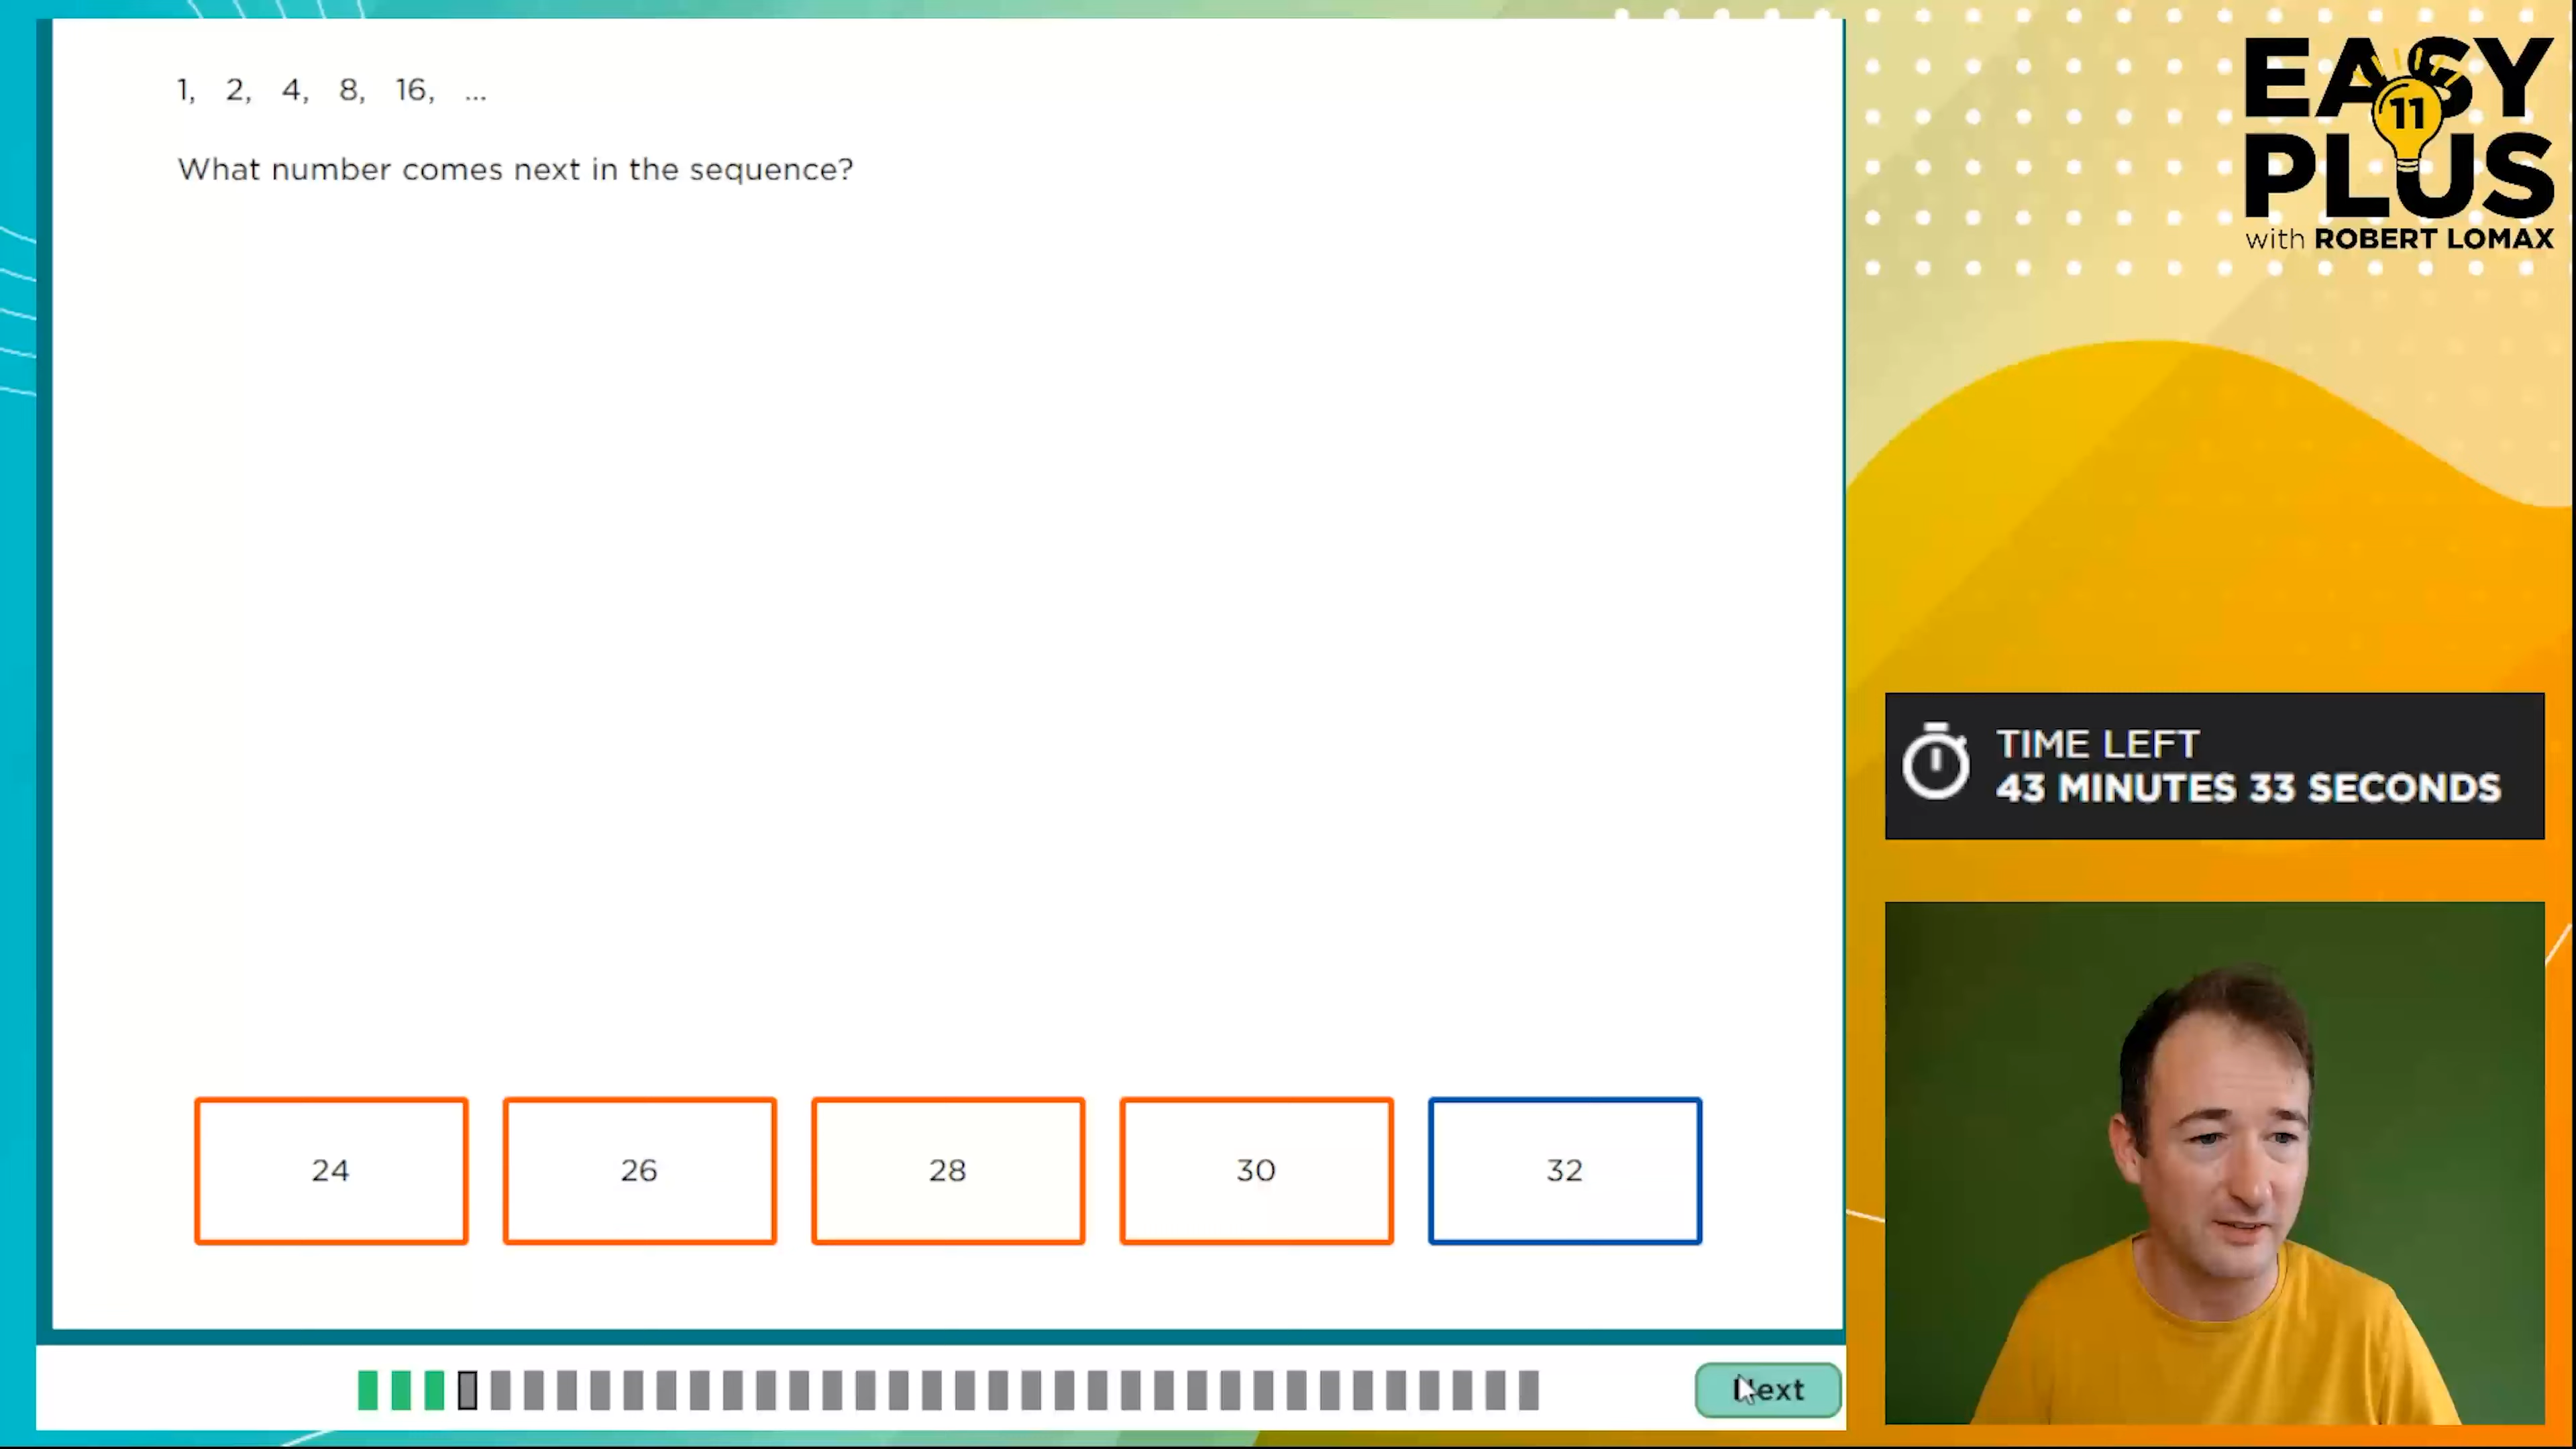 1, 2, 4, 8, 16, ...
What number comes next in the sequence?
24
26
28
30
32
Next
EASY
11
PLUS
with ROBERT LOMAX
TIME LEFT
43 MINUTES 33 SECONDS